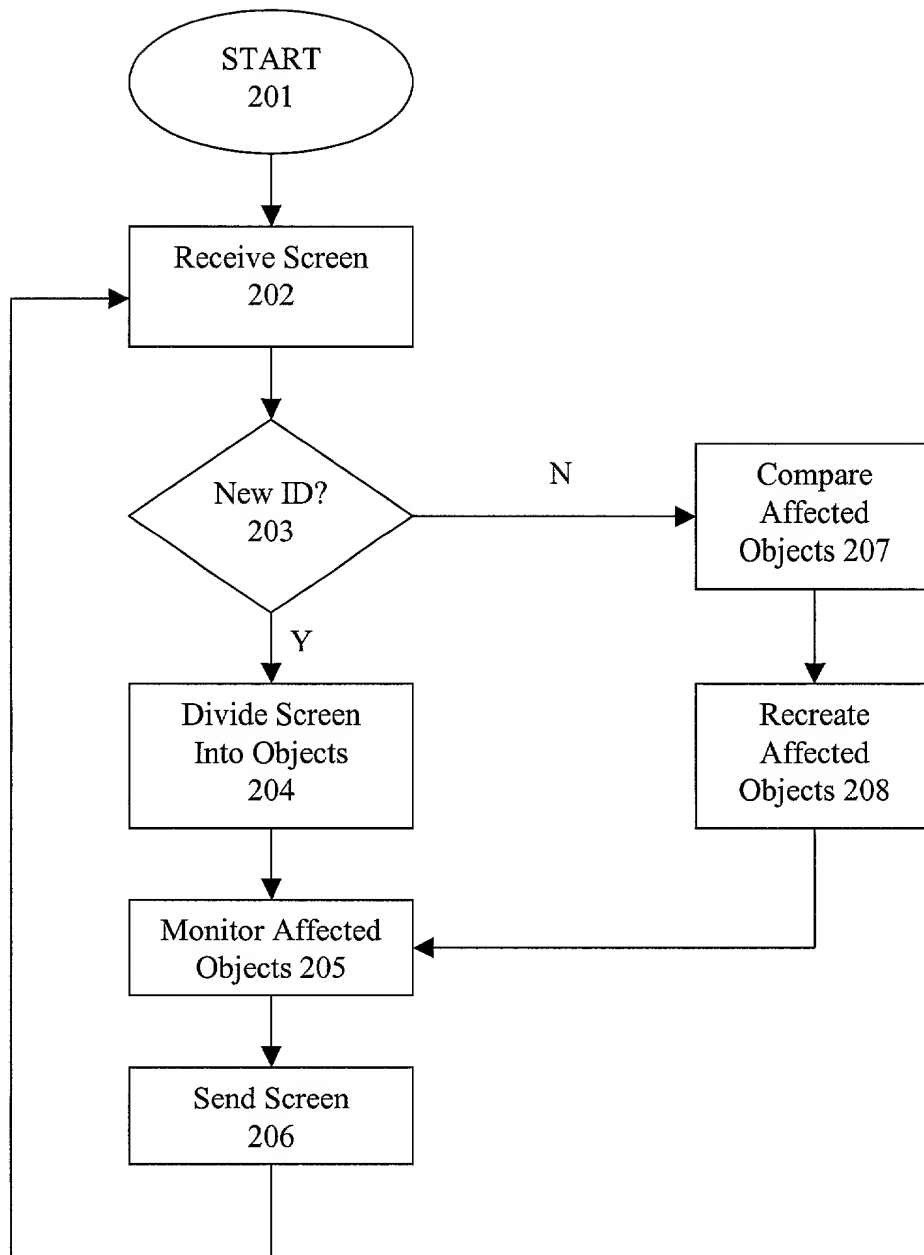 START
201
Receive Screen
202
New ID?
203
N
Compare
Affected
Objects 207
Y
Divide Screen
Into Objects
204
Recreate
Affected
Objects 208
Monitor Affected
Objects 205
Send Screen
206